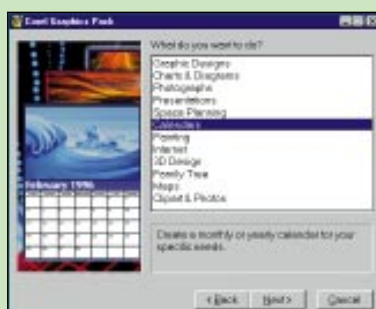 Corel Graphics Pack
What do you want to do?
Graphic Designs
Charts & Diagrams
Photographs
Presentations
Space Planning
Calendars
Painting
Internet
3D Design
Family Tree
Maps
Clipart & Photos
February 1996
Create a monthly or yearly calendar for your
specific needs.
< Back Next > Cancel